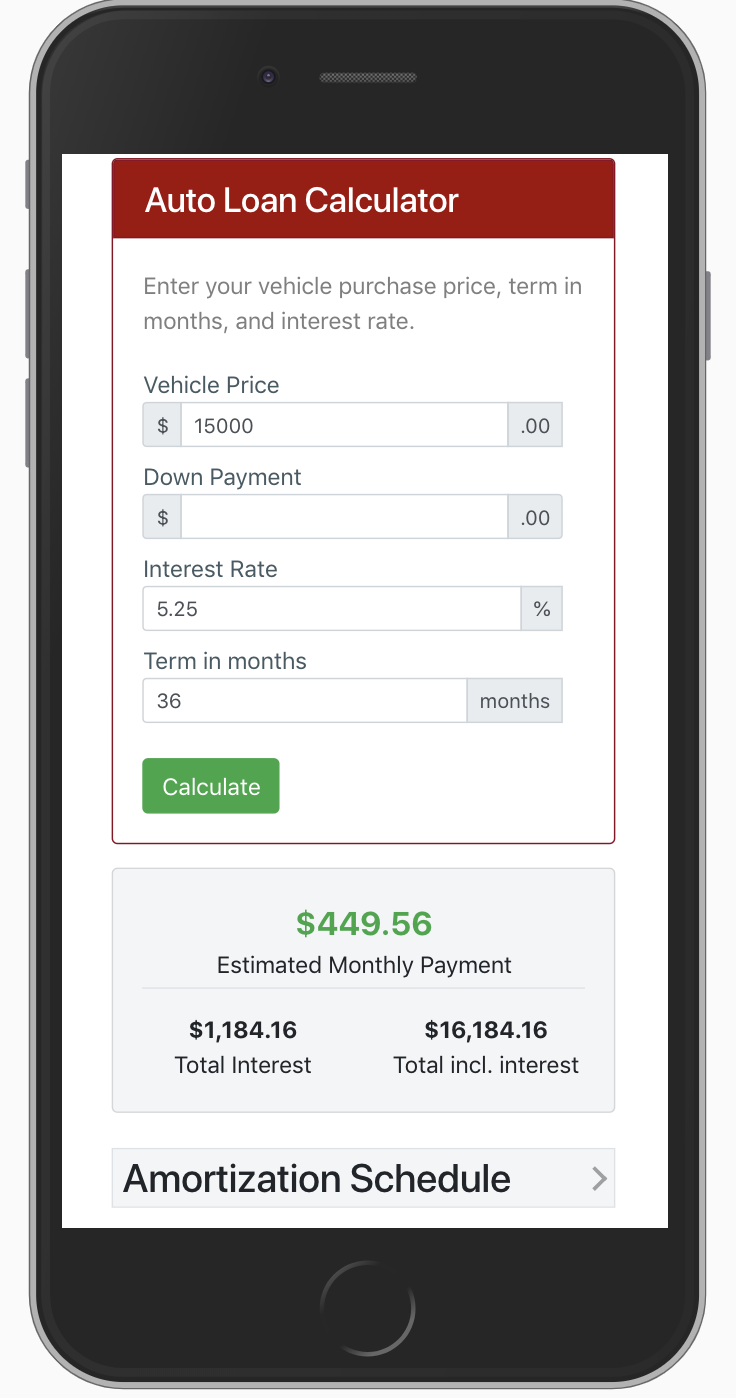 Auto Loan Calculator
Enter your vehicle purchase price, term in
months, and interest rate.
Vehicle Price
$ 15000 .00
Down Payment
$ .00
Interest Rate
5.25 %
Term in months
36 months
Calculate
$449.56
Estimated Monthly Payment
$1,184.16 $16,184.16
Total Interest Total incl. interest
Amortization Schedule